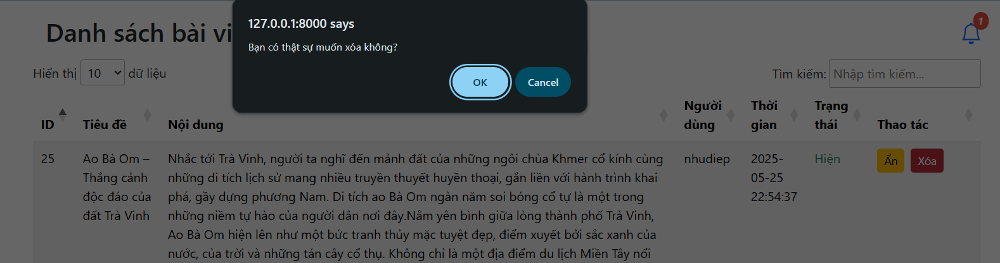 127.0.0.1:8000 says
Bạn có thật sự muốn xóa không?
OK Cancel
Danh sách bài vi
1
Hiển thị 10 dữ liệu
Tìm kiếm: Nhập tìm kiếm...
ID Tiêu đề Nội dung Người dùng Thời gian Trạng thái Thao tác
25
Ao Bà Om –
Thắng cảnh
độc đáo của
đất Trà Vinh
Nhắc tới Trà Vinh, người ta nghĩ đến mảnh đất của những ngôi chùa Khmer cổ kính cùng
những di tích lịch sử mang nhiều truyền thuyết huyền thoại, gắn liền với hành trình khai
phá, gầy dựng phương Nam. Di tích ao Bà Om ngàn năm soi bóng cổ tự là một trong
những niềm tự hào của người dân nơi đây.Nằm yên bình giữa lòng thành phố Trà Vinh,
Ao Bà Om hiện lên như một bức tranh thủy mặc tuyệt đẹp, điểm xuyết bởi sắc xanh của
nước, của trời và những tán cây cổ thụ. Không chỉ là một địa điểm du lịch Miền Tây nổi
nhudiep
2025-
05-25
22:54:37
Hiện
Ẩn Xóa